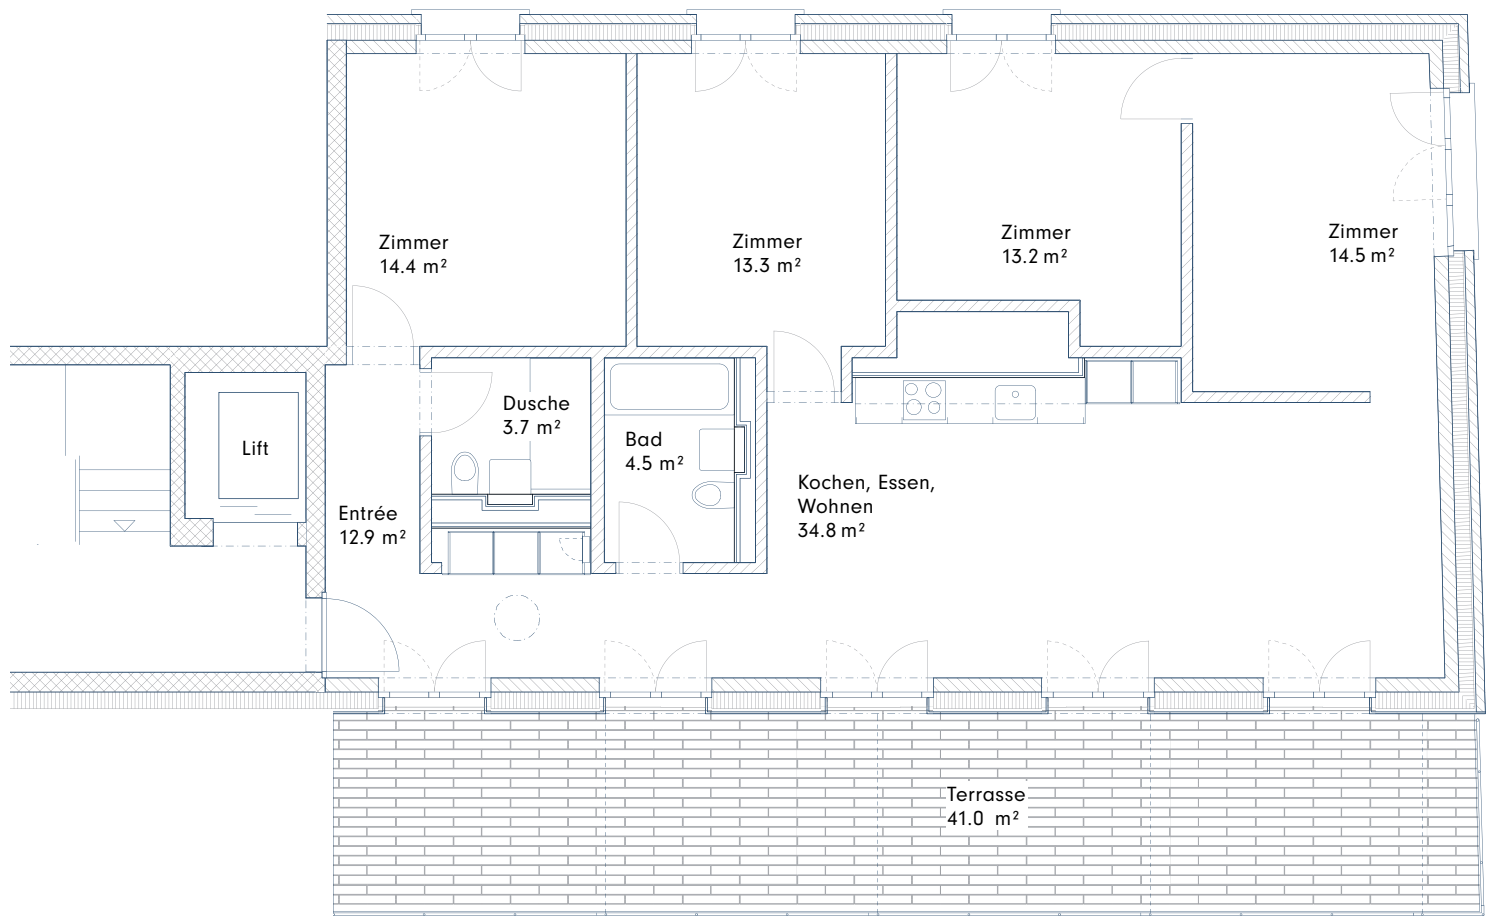 Zimmer
14.4 m²
Zimmer
13.3 m²
Zimmer
13.2 m²
Zimmer
14.5 m²
Lift
Dusche
3.7 m²
Bad
4.5 m²
Entrée
12.9 m²
Kochen, Essen,
Wohnen
34.8 m²
Terrasse
41.0 m²